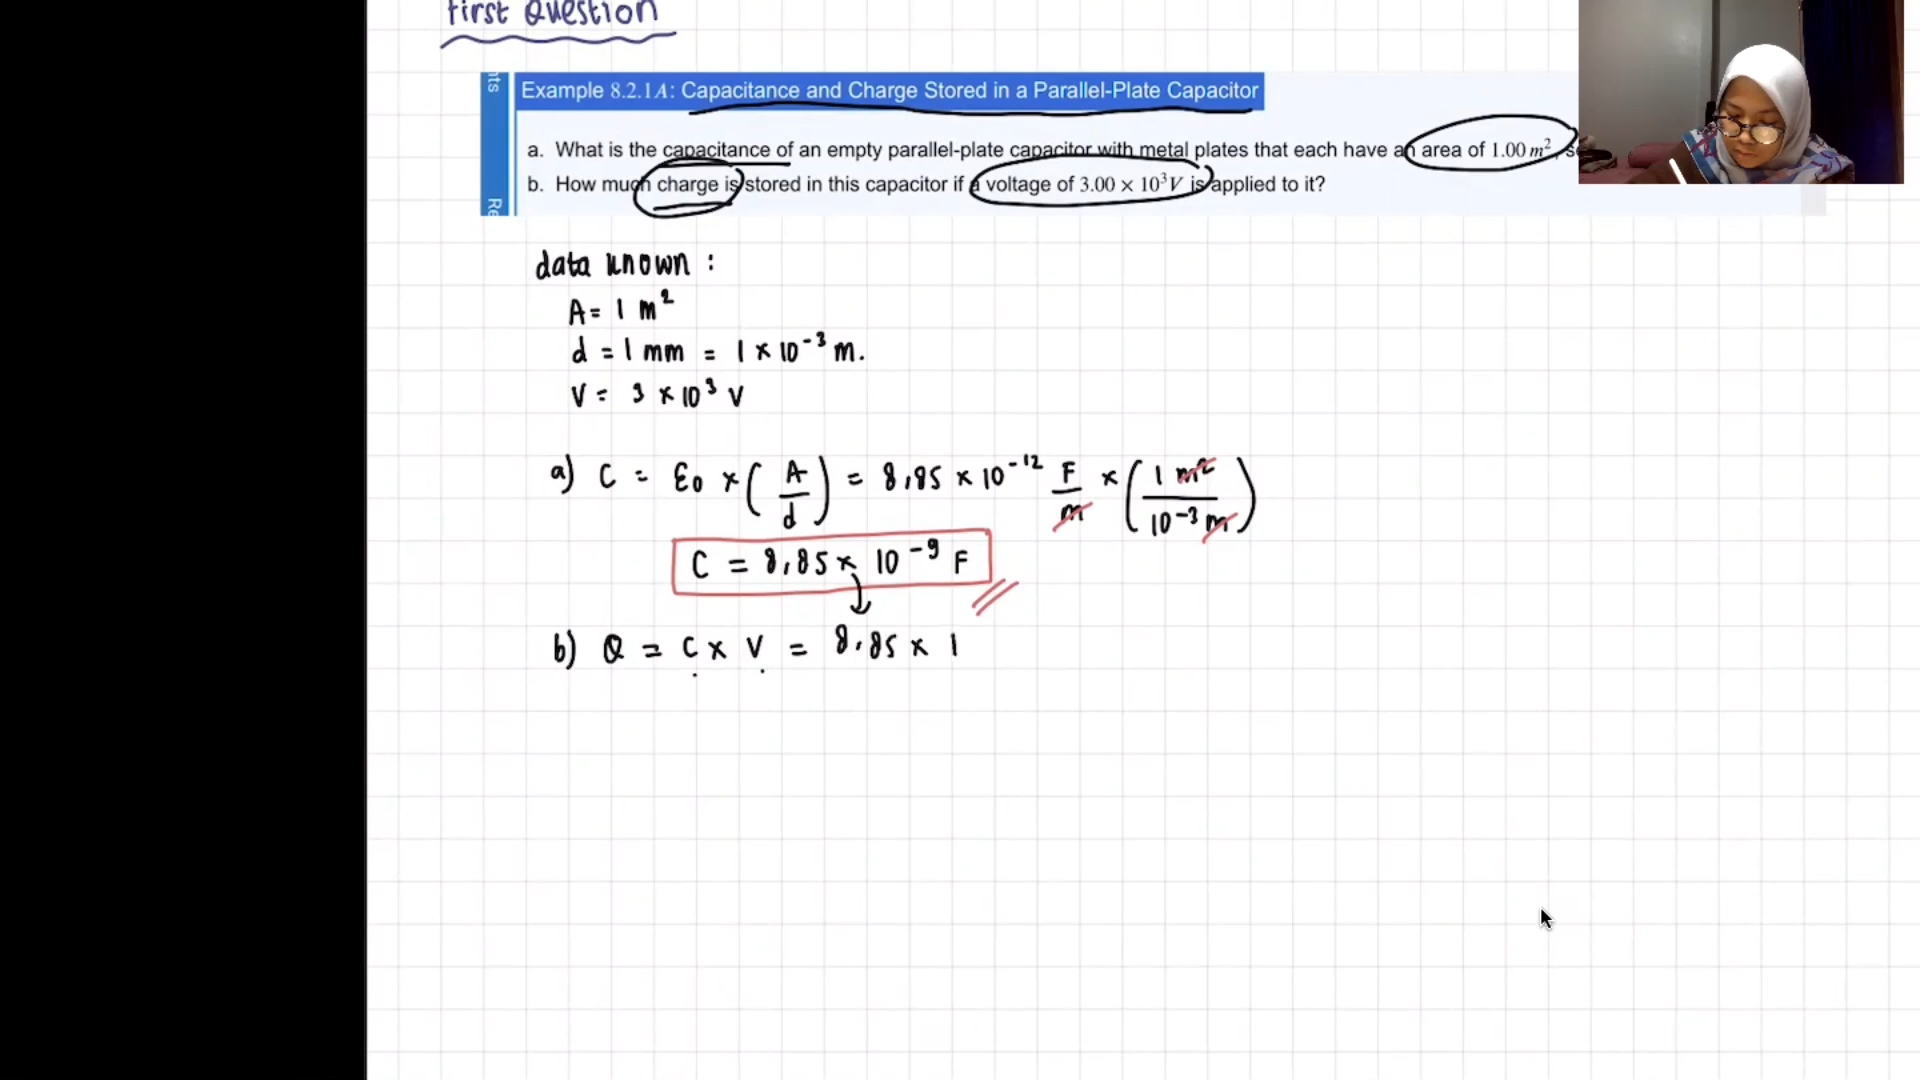 First Question
nts
Example 8.2.1A: Capacitance and Charge Stored in a Parallel-Plate Capacitor
a. What is the capacitance of an empty parallel-plate capacitor with metal plates that each have an area of 1.00 m², s
b. How much charge is stored in this capacitor if a voltage of 3.00 × 10³V is applied to it?
Re
data known :
A = 1 m²
d = 1 mm = 1 × 10⁻³ m.
V = 3 × 10³ V
a) C = ε₀ × (A/d) = 8,85 × 10⁻¹² F/m × (1 m²/10⁻³ m)
C = 8,85 × 10⁻⁹ F
b) Q = C × V = 8.85 × 1